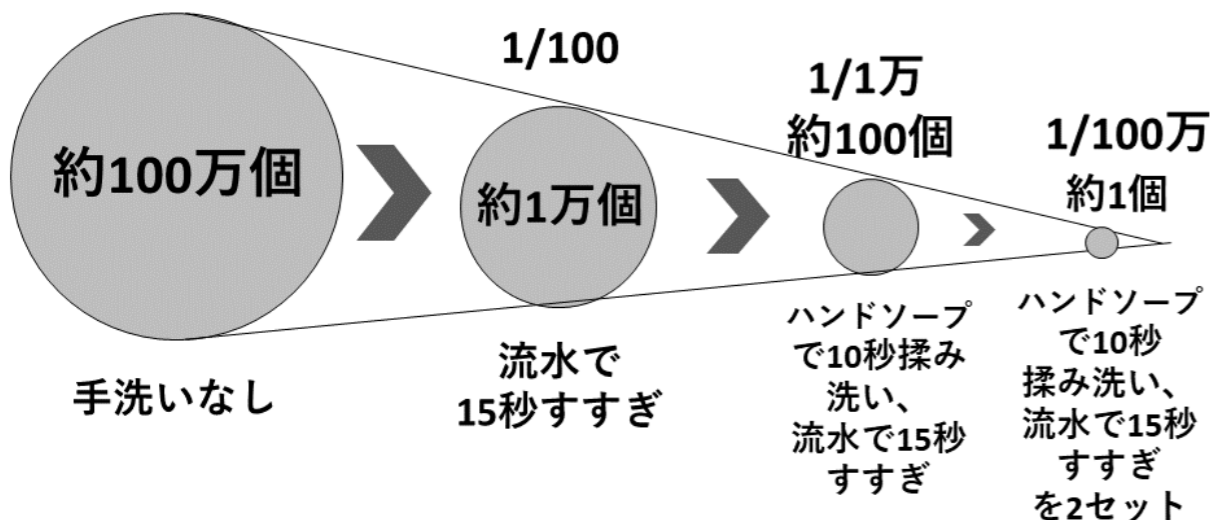 約100万個
手洗いなし
1/100
約1万個
流水で
15秒すすぎ
1/1万
約100個
ハンドソープ
で10秒揉み
洗い、
流水で15秒
すすぎ
1/100万
約1個
ハンドソープ
で10秒
揉み洗い、
流水で15秒
すすぎ
を2セット